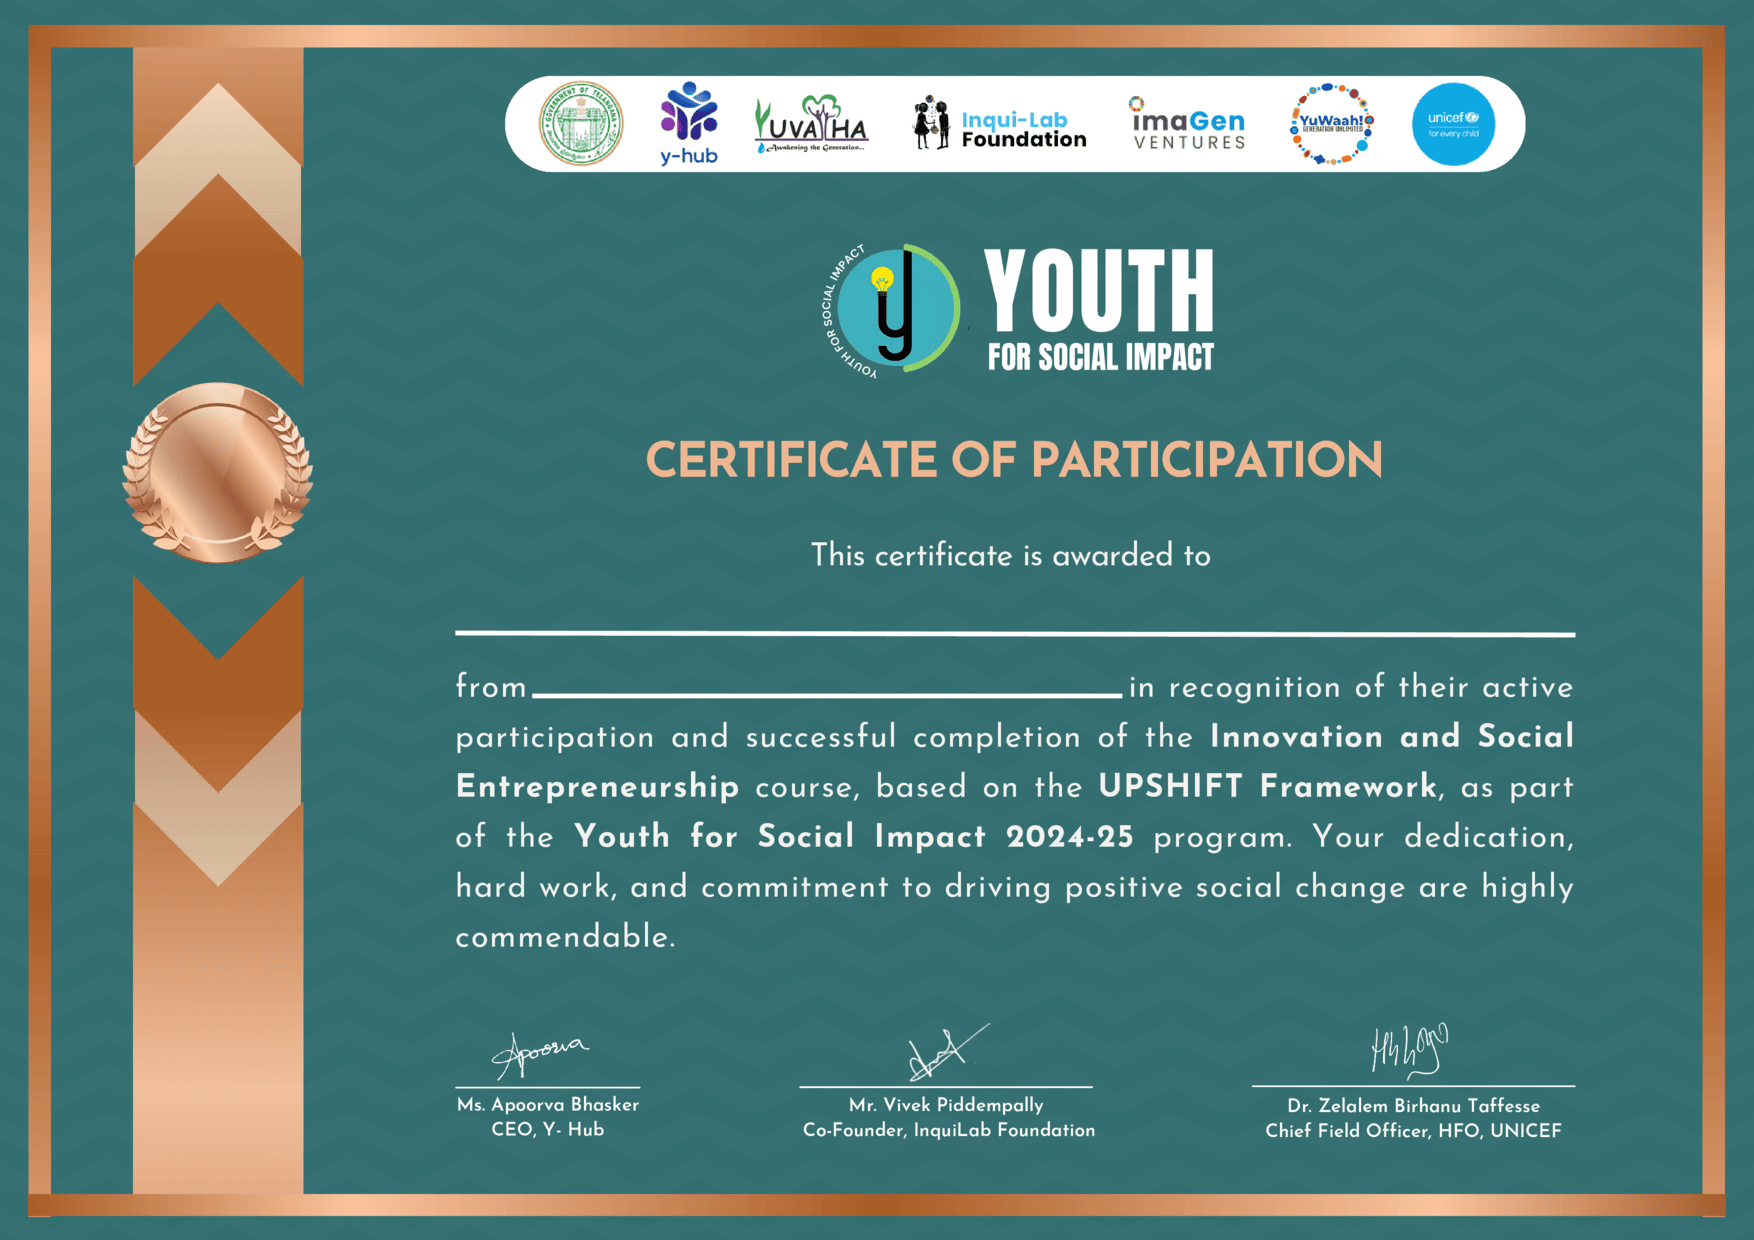 GOVERNMENT OF TELANGANA
y-hub
YUVATHA
Awakening the Generation...
Inqui-Lab
Foundation
imaGen
VENTURES
YuWaah!
GENERATION UNLIMITED
unicef
for every child
YOUTH FOR SOCIAL IMPACT
y
YOUTH
FOR SOCIAL IMPACT
CERTIFICATE OF PARTICIPATION
This certificate is awarded to
from in recognition of their active
participation and successful completion of the Innovation and Social
Entrepreneurship course, based on the UPSHIFT Framework, as part
of the Youth for Social Impact 2024-25 program. Your dedication,
hard work, and commitment to driving positive social change are highly
commendable.
Apoorva
Ms. Apoorva Bhasker
CEO, Y- Hub
Mr. Vivek Piddempally
Co-Founder, InquiLab Foundation
Dr. Zelalem Birhanu Taffesse
Chief Field Officer, HFO, UNICEF